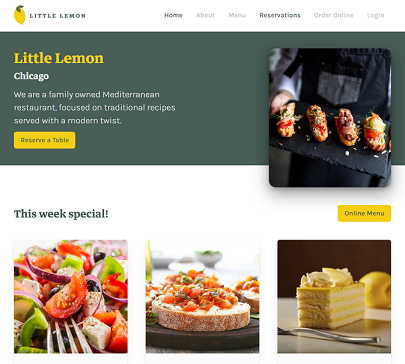 LITTLE LEMON
Home About Menu Reservations Order Online Login
Little Lemon
Chicago
We are a family owned Mediterranean
restaurant, focused on traditional recipes
served with a modern twist.
Reserve a Table
This week special!
Online Menu